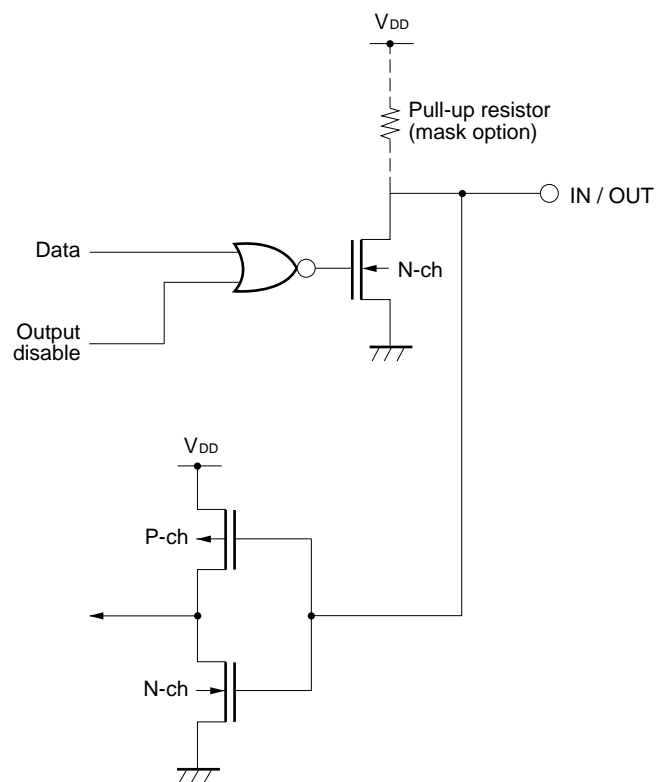 VDD
Pull-up resistor
(mask option)
IN / OUT
Data
N-ch
Output
disable
VDD
P-ch
N-ch